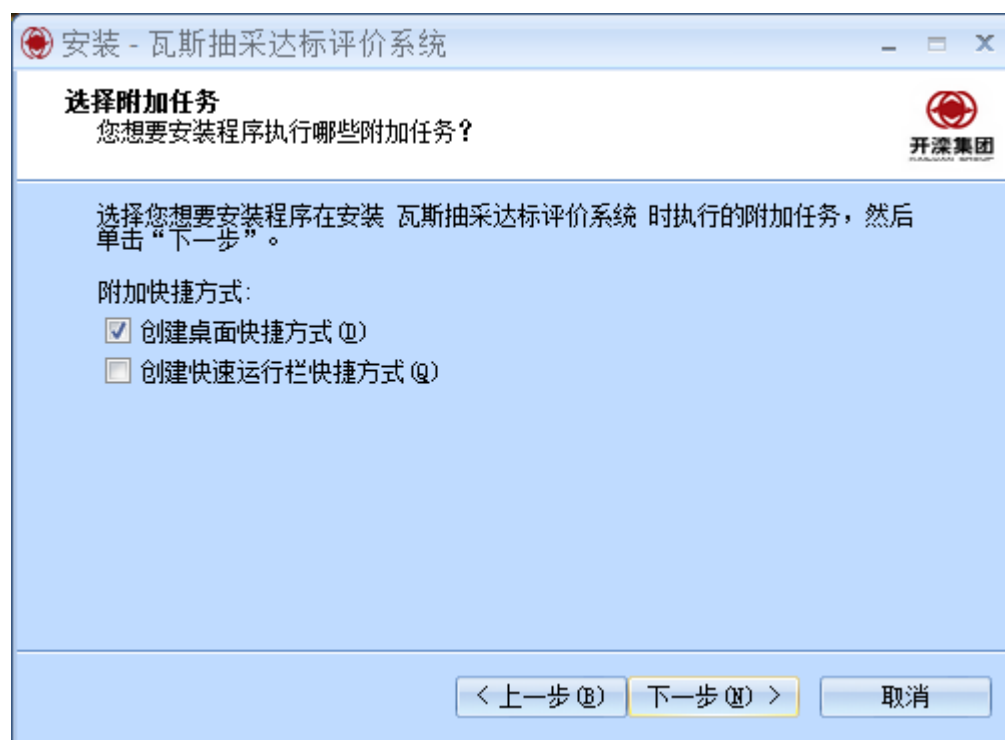 安装 - 瓦斯抽采达标评价系统
选择附加任务
您想要安装程序执行哪些附加任务？
开滦集团
选择您想要安装程序在安装 瓦斯抽采达标评价系统 时执行的附加任务，然后
单击“下一步”。
附加快捷方式:
创建桌面快捷方式(D)
创建快速运行栏快捷方式(Q)
< 上一步(B)
下一步(N) >
取消